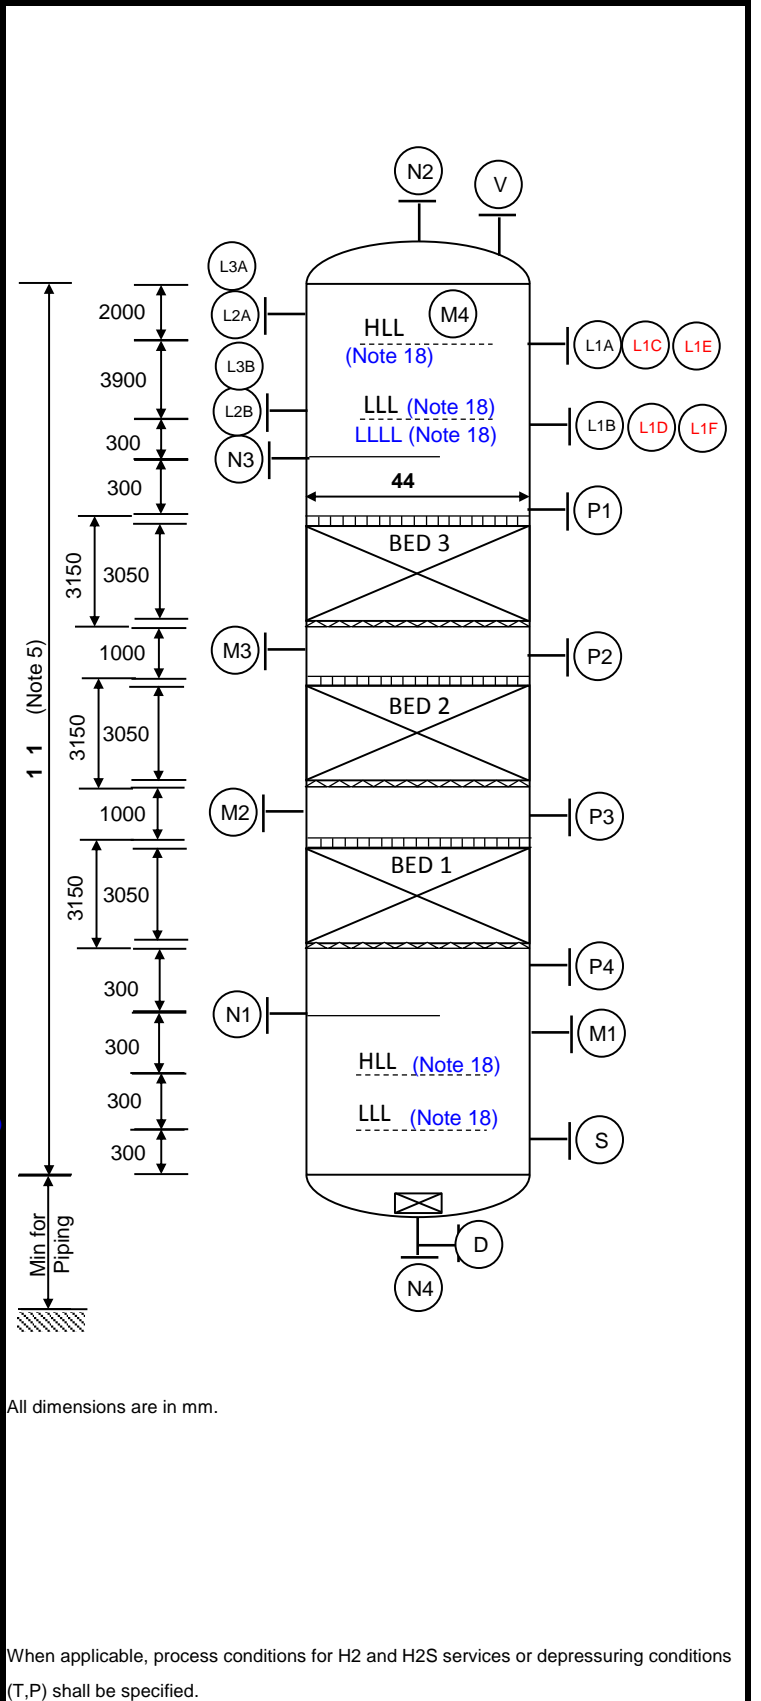 N2
V
L3A
2000
L2A
HLL
M4
(Note 18)
L1A
L1C
L1E
3900
L3B
L2B
LLL (Note 18)
LLLL (Note 18)
L1B
L1D
L1F
300
N3
300
44
P1
3150
3050
BED 3
1 1 (Note 5)
1000
M3
P2
3150
3050
BED 2
1000
M2
P3
3150
3050
BED 1
300
P4
N1
M1
300
HLL (Note 18)
300
LLL (Note 18)
S
300
Min for
Piping
D
N4
All dimensions are in mm.
When applicable, process conditions for H2 and H2S services or depressuring conditions
(T,P) shall be specified.